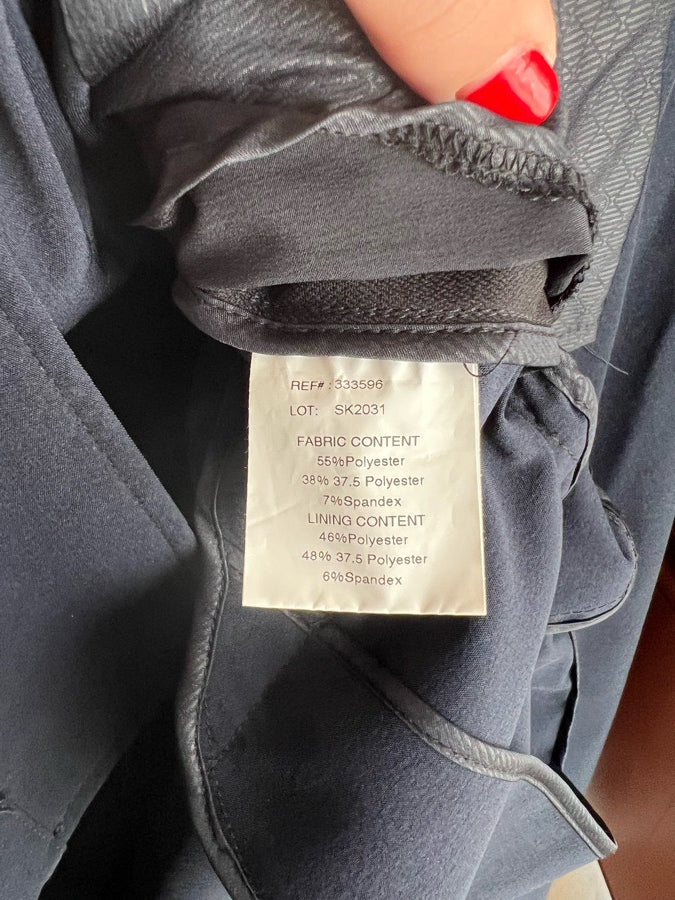 REF# : 333596
LOT: SK2031
FABRIC CONTENT
55%Polyester
38% 37.5 Polyester
7%Spandex
LINING CONTENT
46%Polyester
48% 37.5 Polyester
6%Spandex